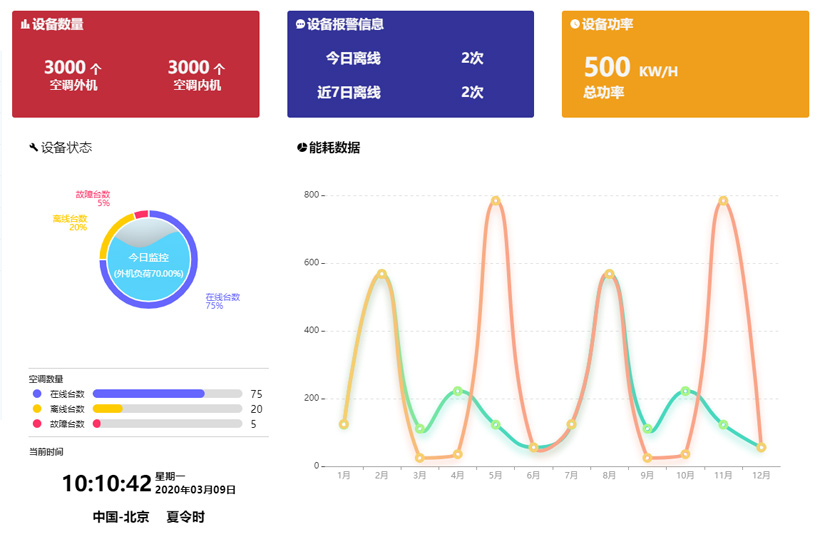 设备数量
3000 个
空调外机
3000 个
空调内机
设备报警信息
今日离线 2次
近7日离线 2次
设备功率
500 KW/H
总功率
设备状态
故障台数
5%
离线台数
20%
今日监控
(外机负荷70.00%)
在线台数
75%
空调数量
在线台数 75
离线台数 20
故障台数 5
当前时间
10:10:42
星期一
2020年03月09日
中国-北京 夏令时
能耗数据
800
600
400
200
0
1月 2月 3月 4月 5月 6月 7月 8月 9月 10月 11月 12月